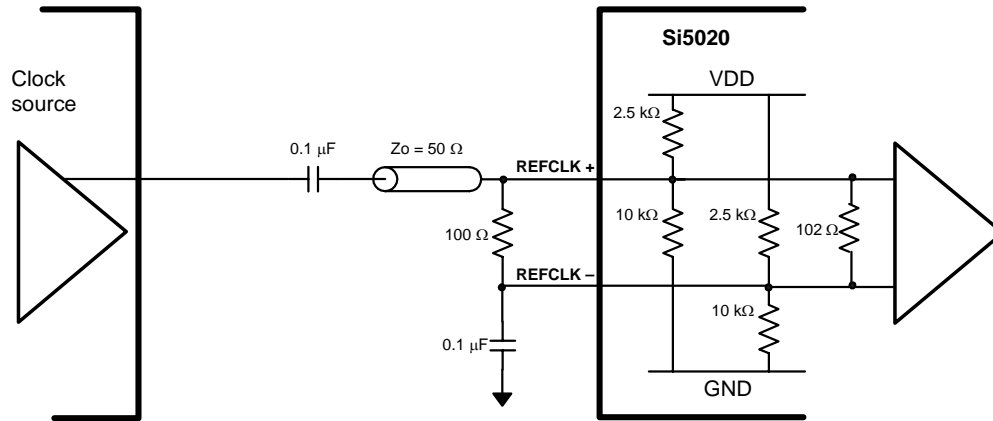 Si5020
Clock
source
VDD
2.5 kΩ
0.1 μF
Zo = 50 Ω
REFCLK +
100 Ω
10 kΩ
2.5 kΩ
102 Ω
REFCLK –
10 kΩ
0.1 μF
GND